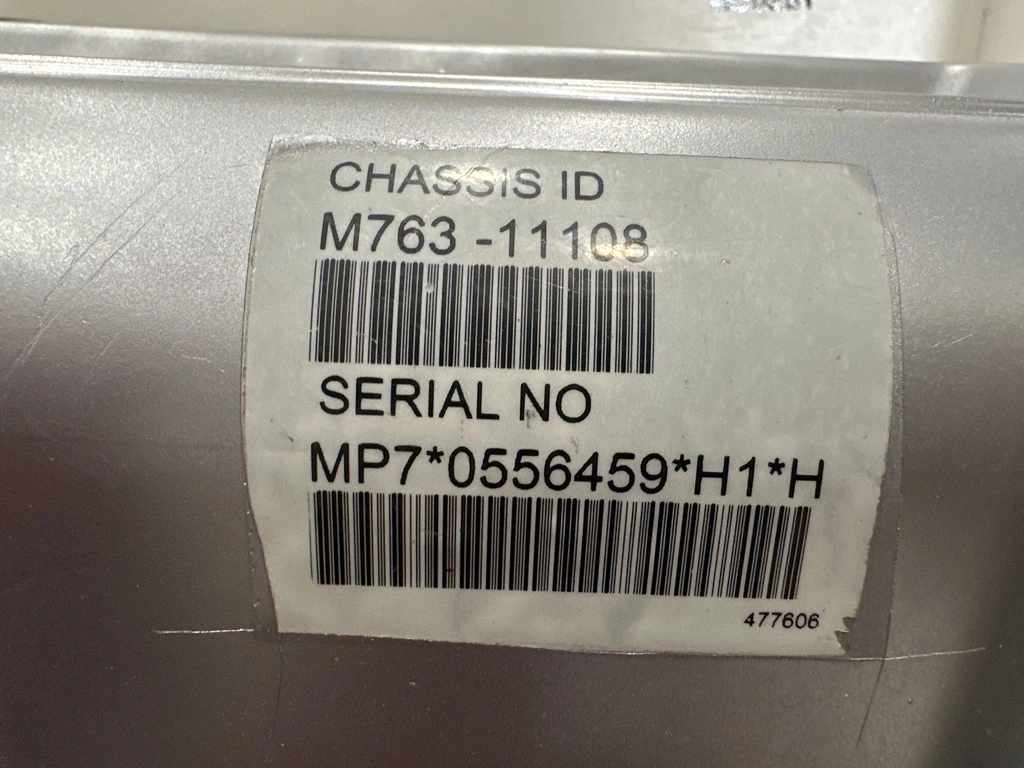 CHASSIS ID
M763 -11108
SERIAL NO
MP7*0556459*H1*H
477606